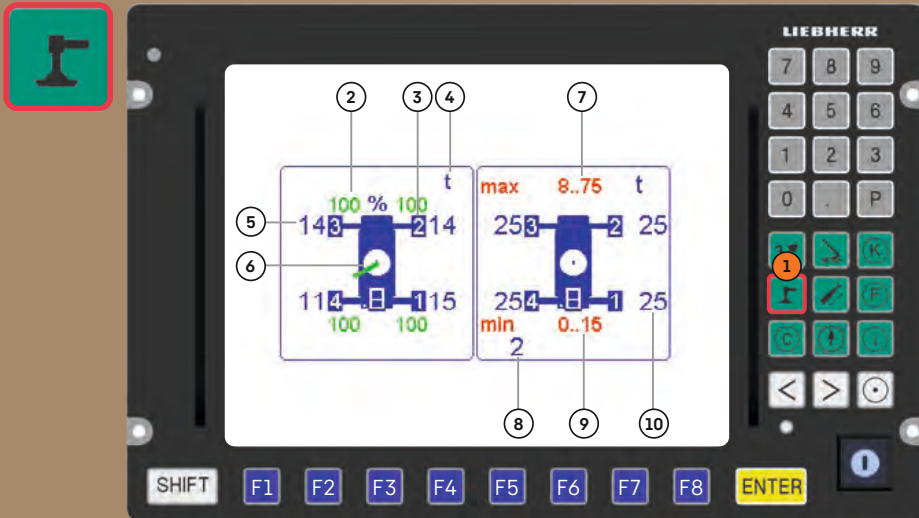 LIEBHERR
7 8 9
4 5 6
1 2 3
0 . P
2 3 4 7
t
100 % 100
5 14 3 2 14
6
11 4 1 15
100 100
max 8..75 t
25 3 2 25
25 4 1 25
min 0..15
2
8 9 10
1
K
F
C i
< >
SHIFT F1 F2 F3 F4 F5 F6 F7 F8 ENTER